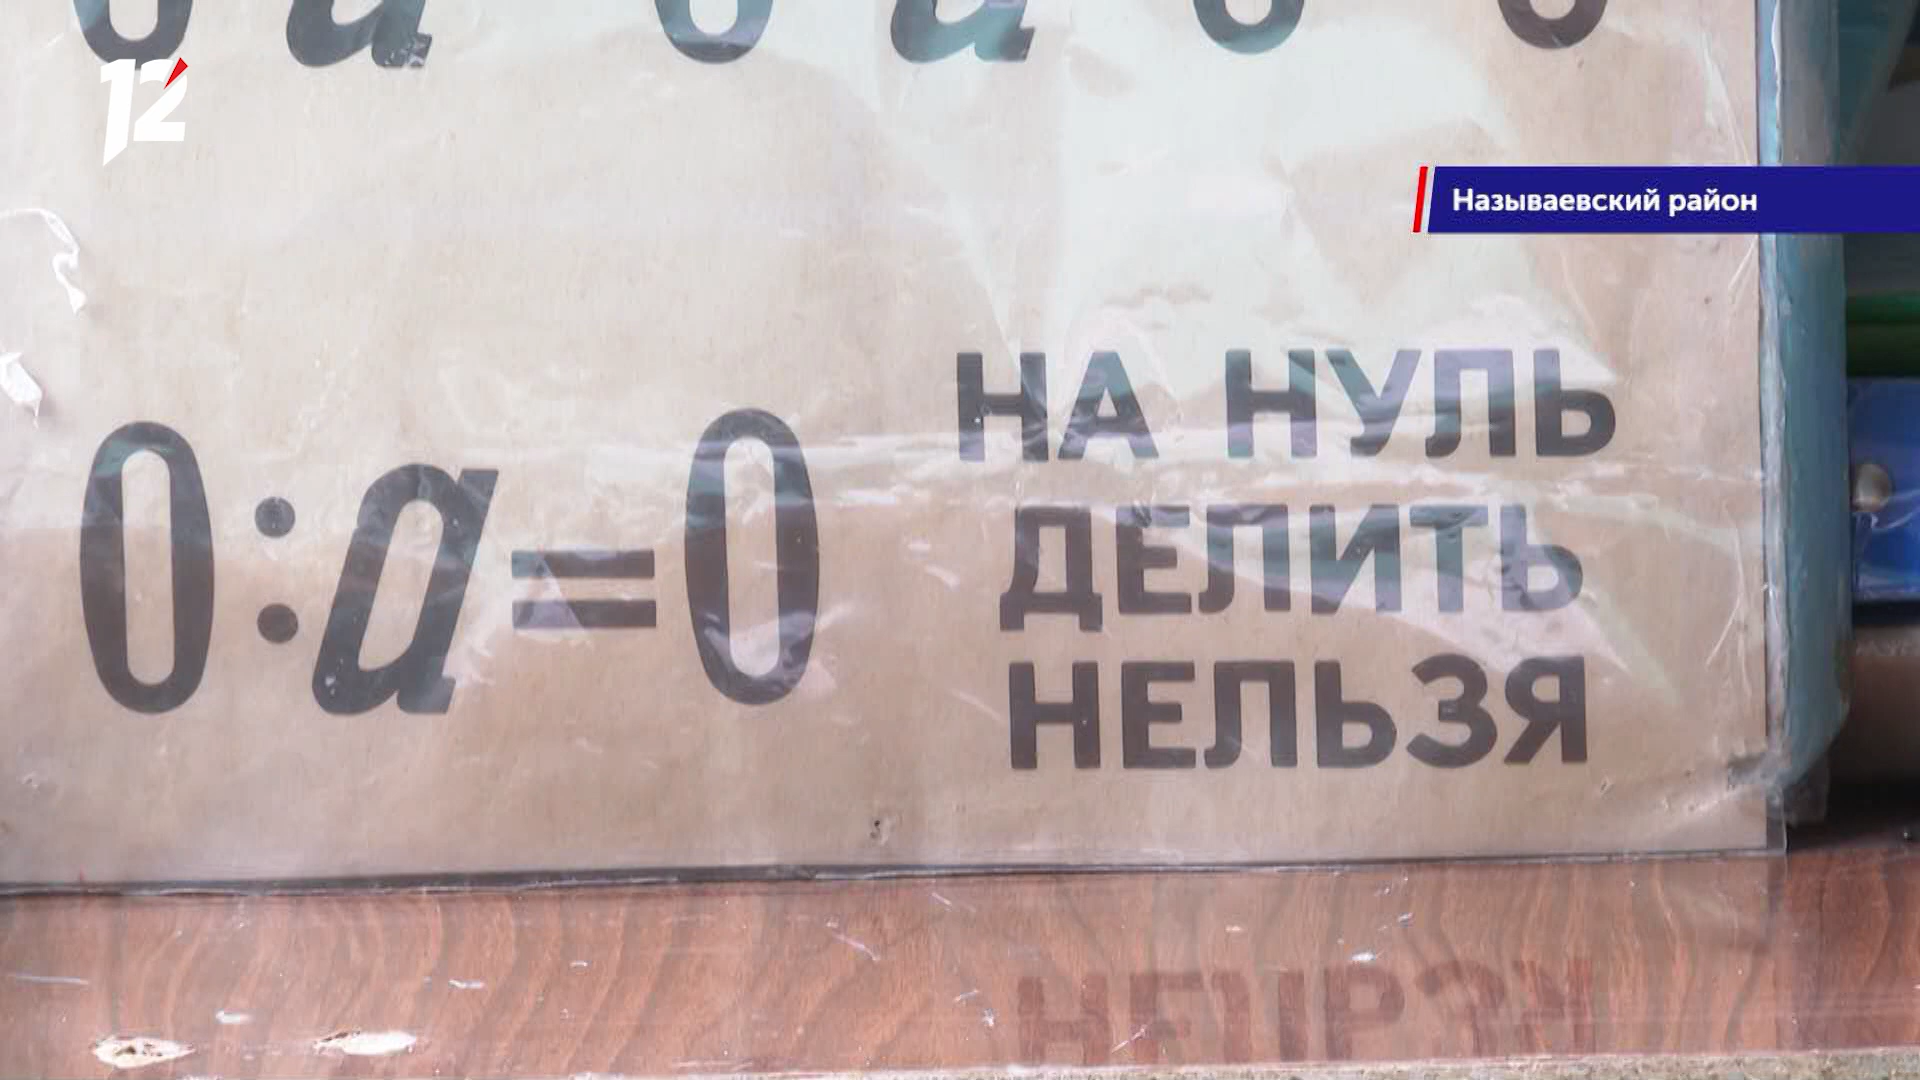 12
Называевский район
0:а=0
НА НУЛЬ
ДЕЛИТЬ
НЕЛЬЗЯ